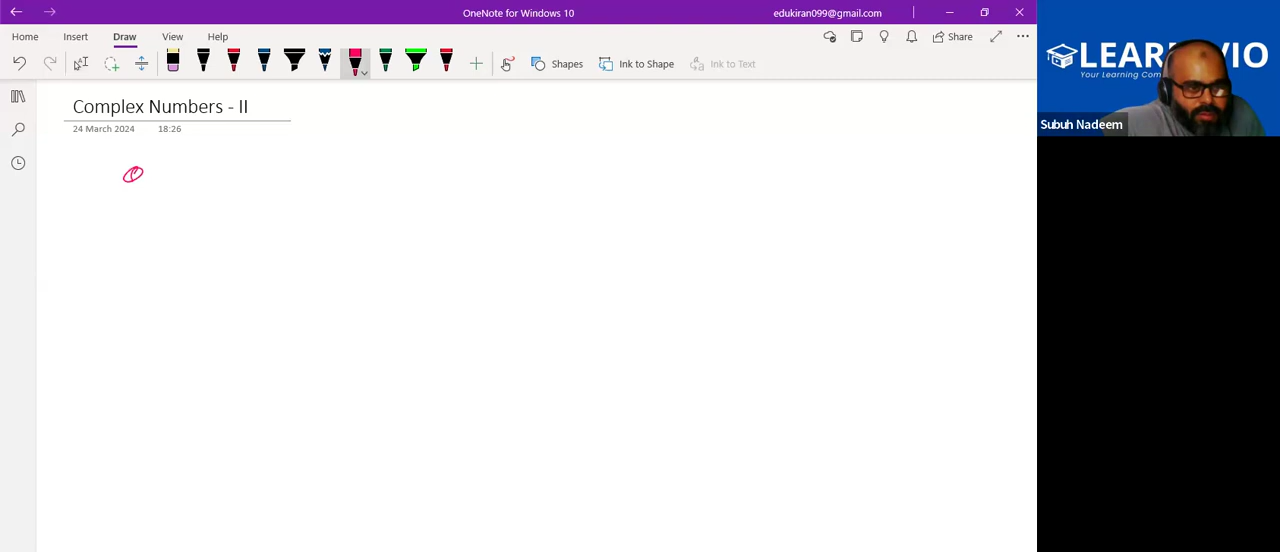 OneNote for Windows 10
edukiran099@gmail.com
Home
Insert
Draw
View
Help
Share
Shapes
Ink to Shape
Ink to Text
Complex Numbers - II
24 March 2024
18:26
Your Learning Com
Subuh Nadeem